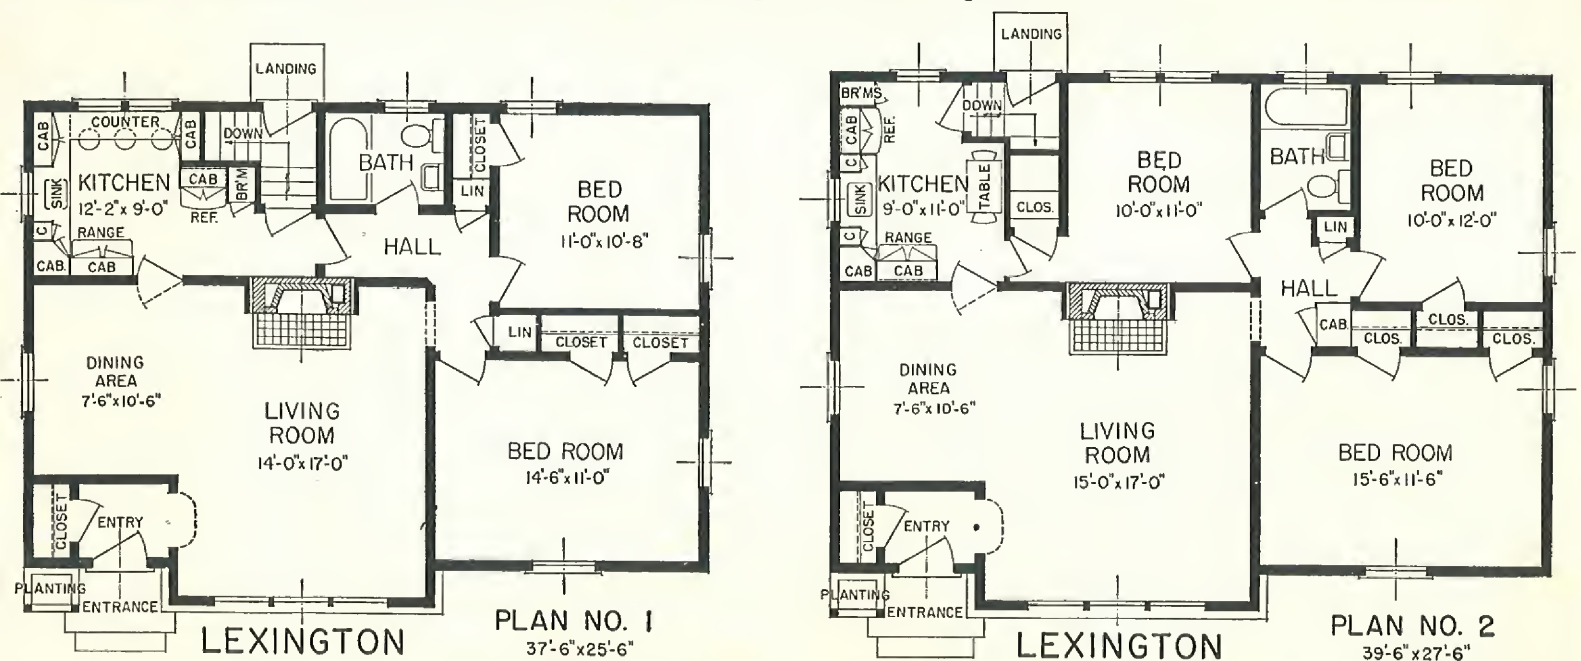 LANDING
COUNTER
CAB
CAB
DOWN
CLOSET
BATH
SINK
KITCHEN
12'-2" x 9'-0"
CAB
BR'M
REF.
LIN
BED
ROOM
11'-0" x 10'-8"
C
RANGE
CAB.
CAB
HALL
LIN
CLOSET
CLOSET
DINING
AREA
7'-6" x 10'-6"
LIVING
ROOM
14'-0" x 17'-0"
BED ROOM
14'-6" x 11'-0"
CLOSET
ENTRY
PLANTING
ENTRANCE
LEXINGTON
PLAN NO. 1
37'-6" x 25'-6"
LANDING
BR'MS
CAB
REF.
DOWN
C
SINK
KITCHEN
9'-0" x 11'-0"
TABLE
CLOS.
BED
ROOM
10'-0" x 11'-0"
BATH
BED
ROOM
10'-0" x 12'-0"
LIN
C
RANGE
CAB
CAB
HALL
CAB.
CLOS.
CLOS.
CLOS.
DINING
AREA
7'-6" x 10'-6"
LIVING
ROOM
15'-0" x 17'-0"
BED ROOM
15'-6" x 11'-6"
CLOSET
ENTRY
PLANTING
ENTRANCE
LEXINGTON
PLAN NO. 2
39'-6" x 27'-6"